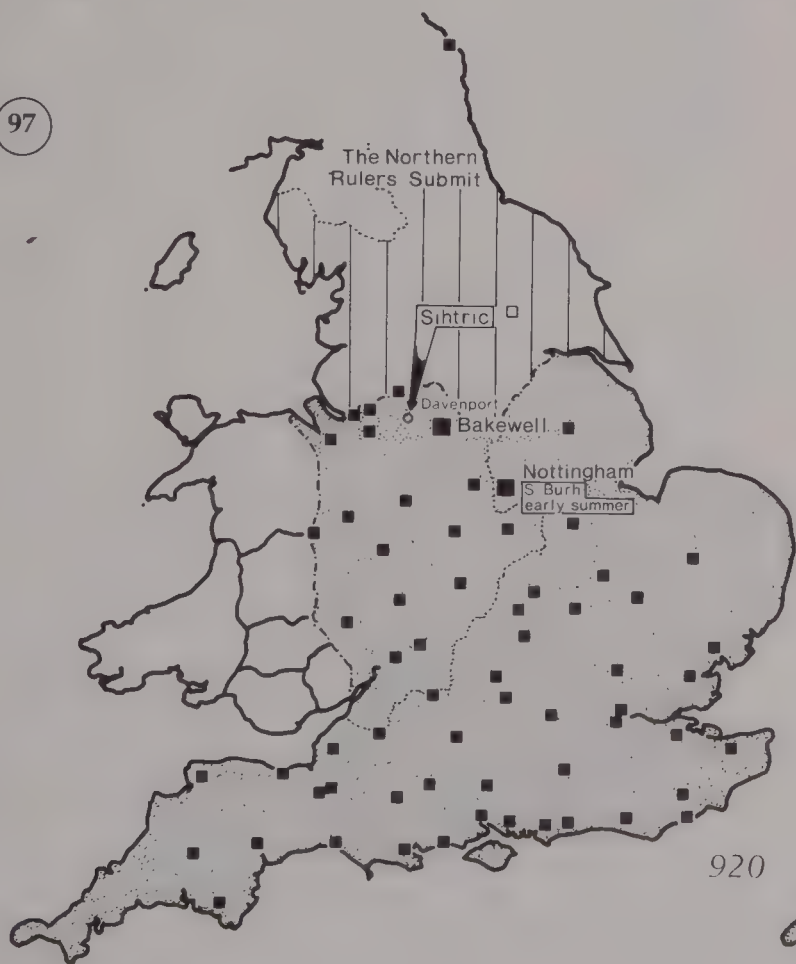 97
The Northern
Rulers Submit
Sihtric
Davenport
Bakewell
Nottingham
S Burh
early summer
920